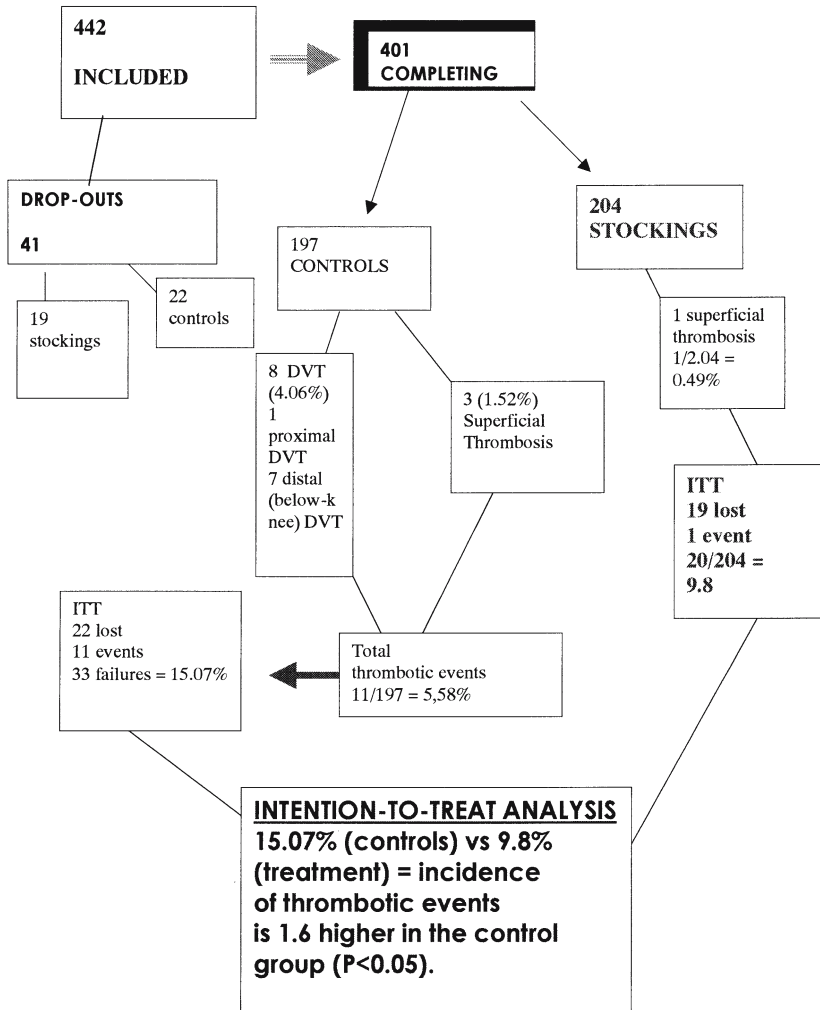 442
INCLUDED
401
COMPLETING
DROP-OUTS
41
19
stockings
22
controls
197
CONTROLS
204
STOCKINGS
8 DVT
(4.06%)
1
proximal
DVT
7 distal
(below-k
nee) DVT
3 (1.52%)
Superficial
Thrombosis
1 superficial
thrombosis
1/2.04 =
0.49%
ITT
19 lost
1 event
20/204 =
9.8
ITT
22 lost
11 events
33 failures = 15.07%
Total
thrombotic events
11/197 = 5,58%
INTENTION-TO-TREAT ANALYSIS
15.07% (controls) vs 9.8%
(treatment) = incidence
of thrombotic events
is 1.6 higher in the control
group (P<0.05).